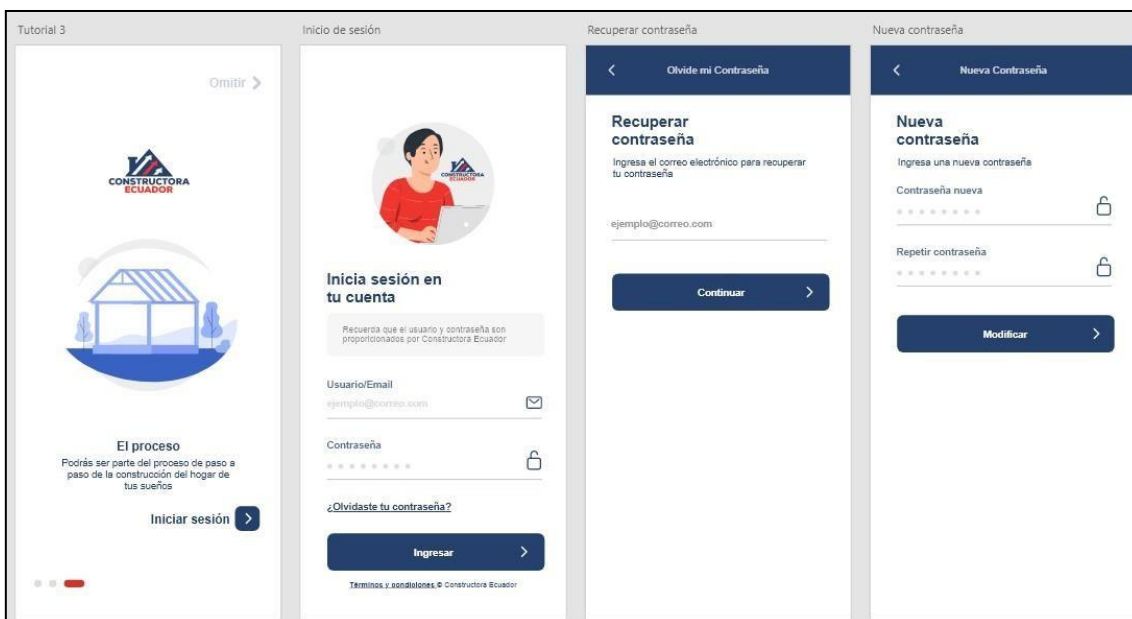 Tutorial 3
Omitir
CONSTRUCTORA
ECUADOR
El proceso
Podrás ser parte del proceso de paso a
paso de la construcción del hogar de
tus sueños
Iniciar sesión
Inicio de sesión
CONSTRUCTORA
ECUADOR
Inicia sesión en
tu cuenta
Recuerda que el usuario y contraseña son
proporicionados por Constructora Ecuador
Usuario/Email
ejemplo@correo.com
Contraseña
¿Olvidaste tu contraseña?
Ingresar
Términos y condiciones © Constructora Ecuador
Recuperar contraseña
Olvide mi Contraseña
Recuperar
contraseña
Ingresa el correo electrónico para recuperar
tu contraseña
ejemplo@correo.com
Continuar
Nueva contraseña
Nueva Contraseña
Nueva
contraseña
Ingresa una nueva contraseña
Contraseña nueva
Repetir contraseña
Modificar